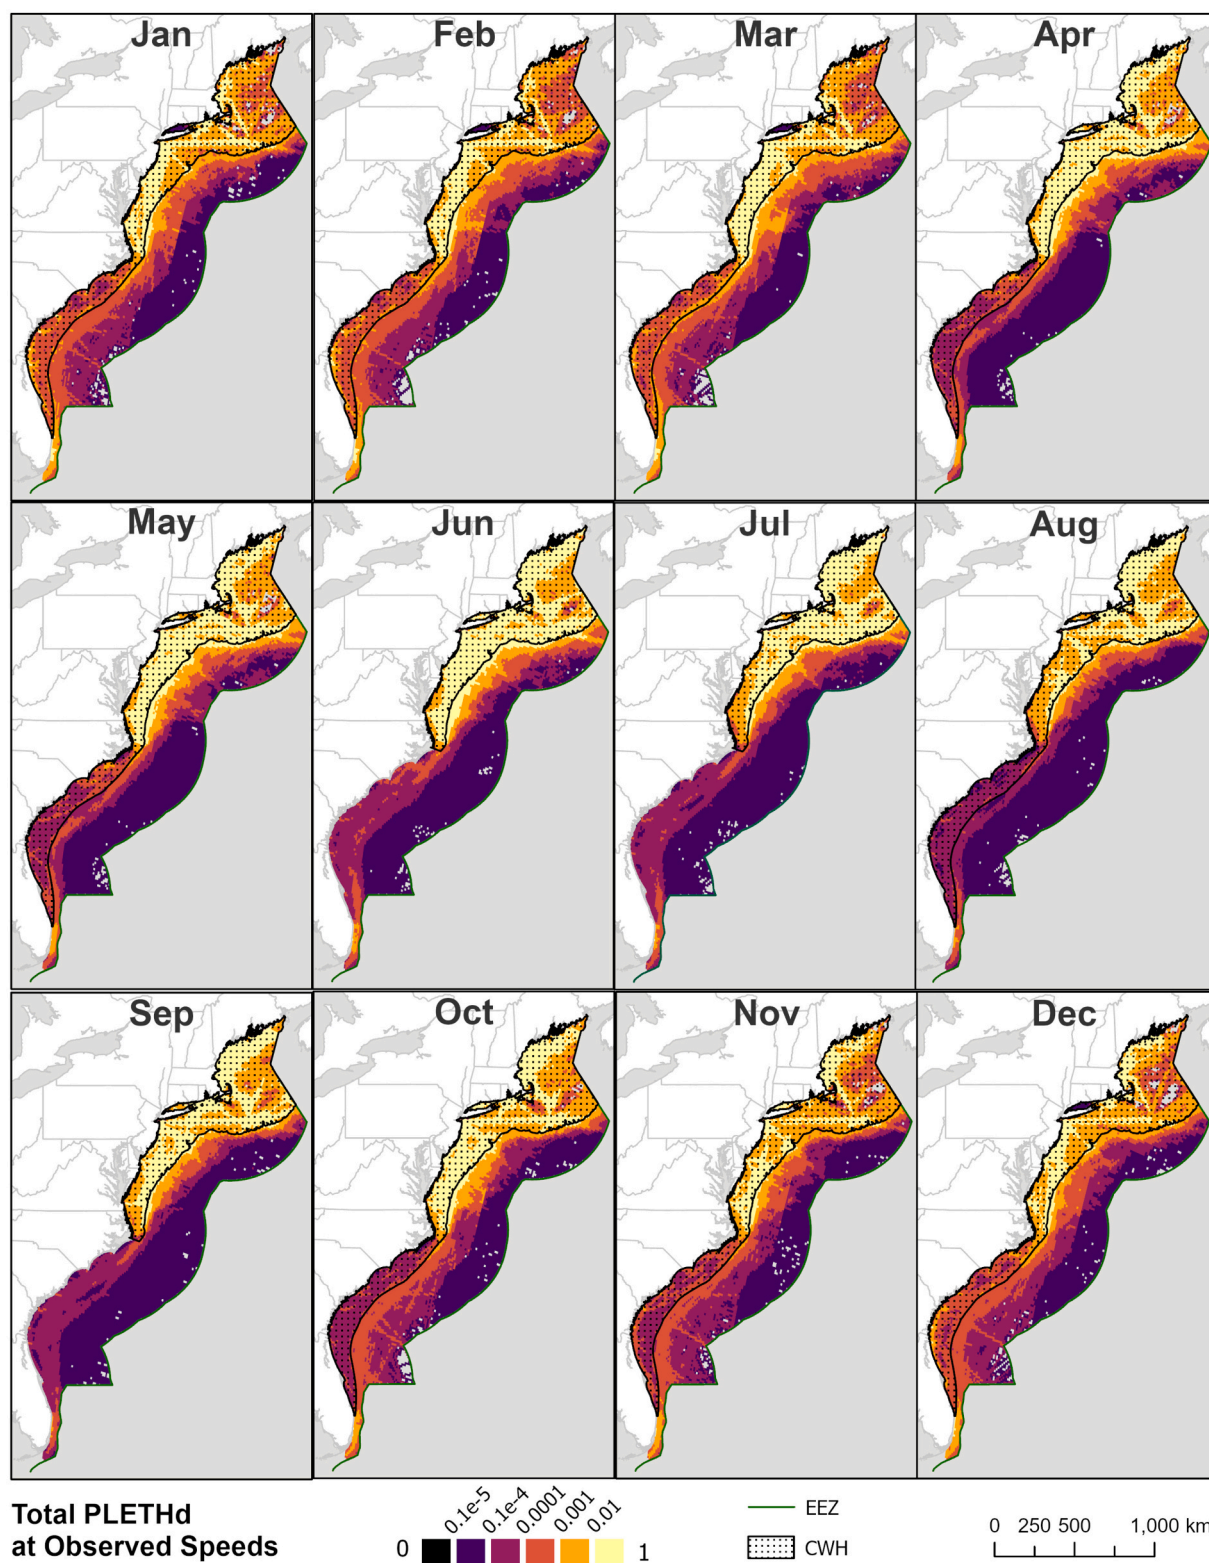 Jan Feb Mar Apr
May Jun Jul Aug
Sep Oct Nov Dec
Total PLETHd
at Observed Speeds
0 0.1e-5 0.1e-4 0.0001 0.001 0.01 1
EEZ
CWH
0 250 500 1,000 km